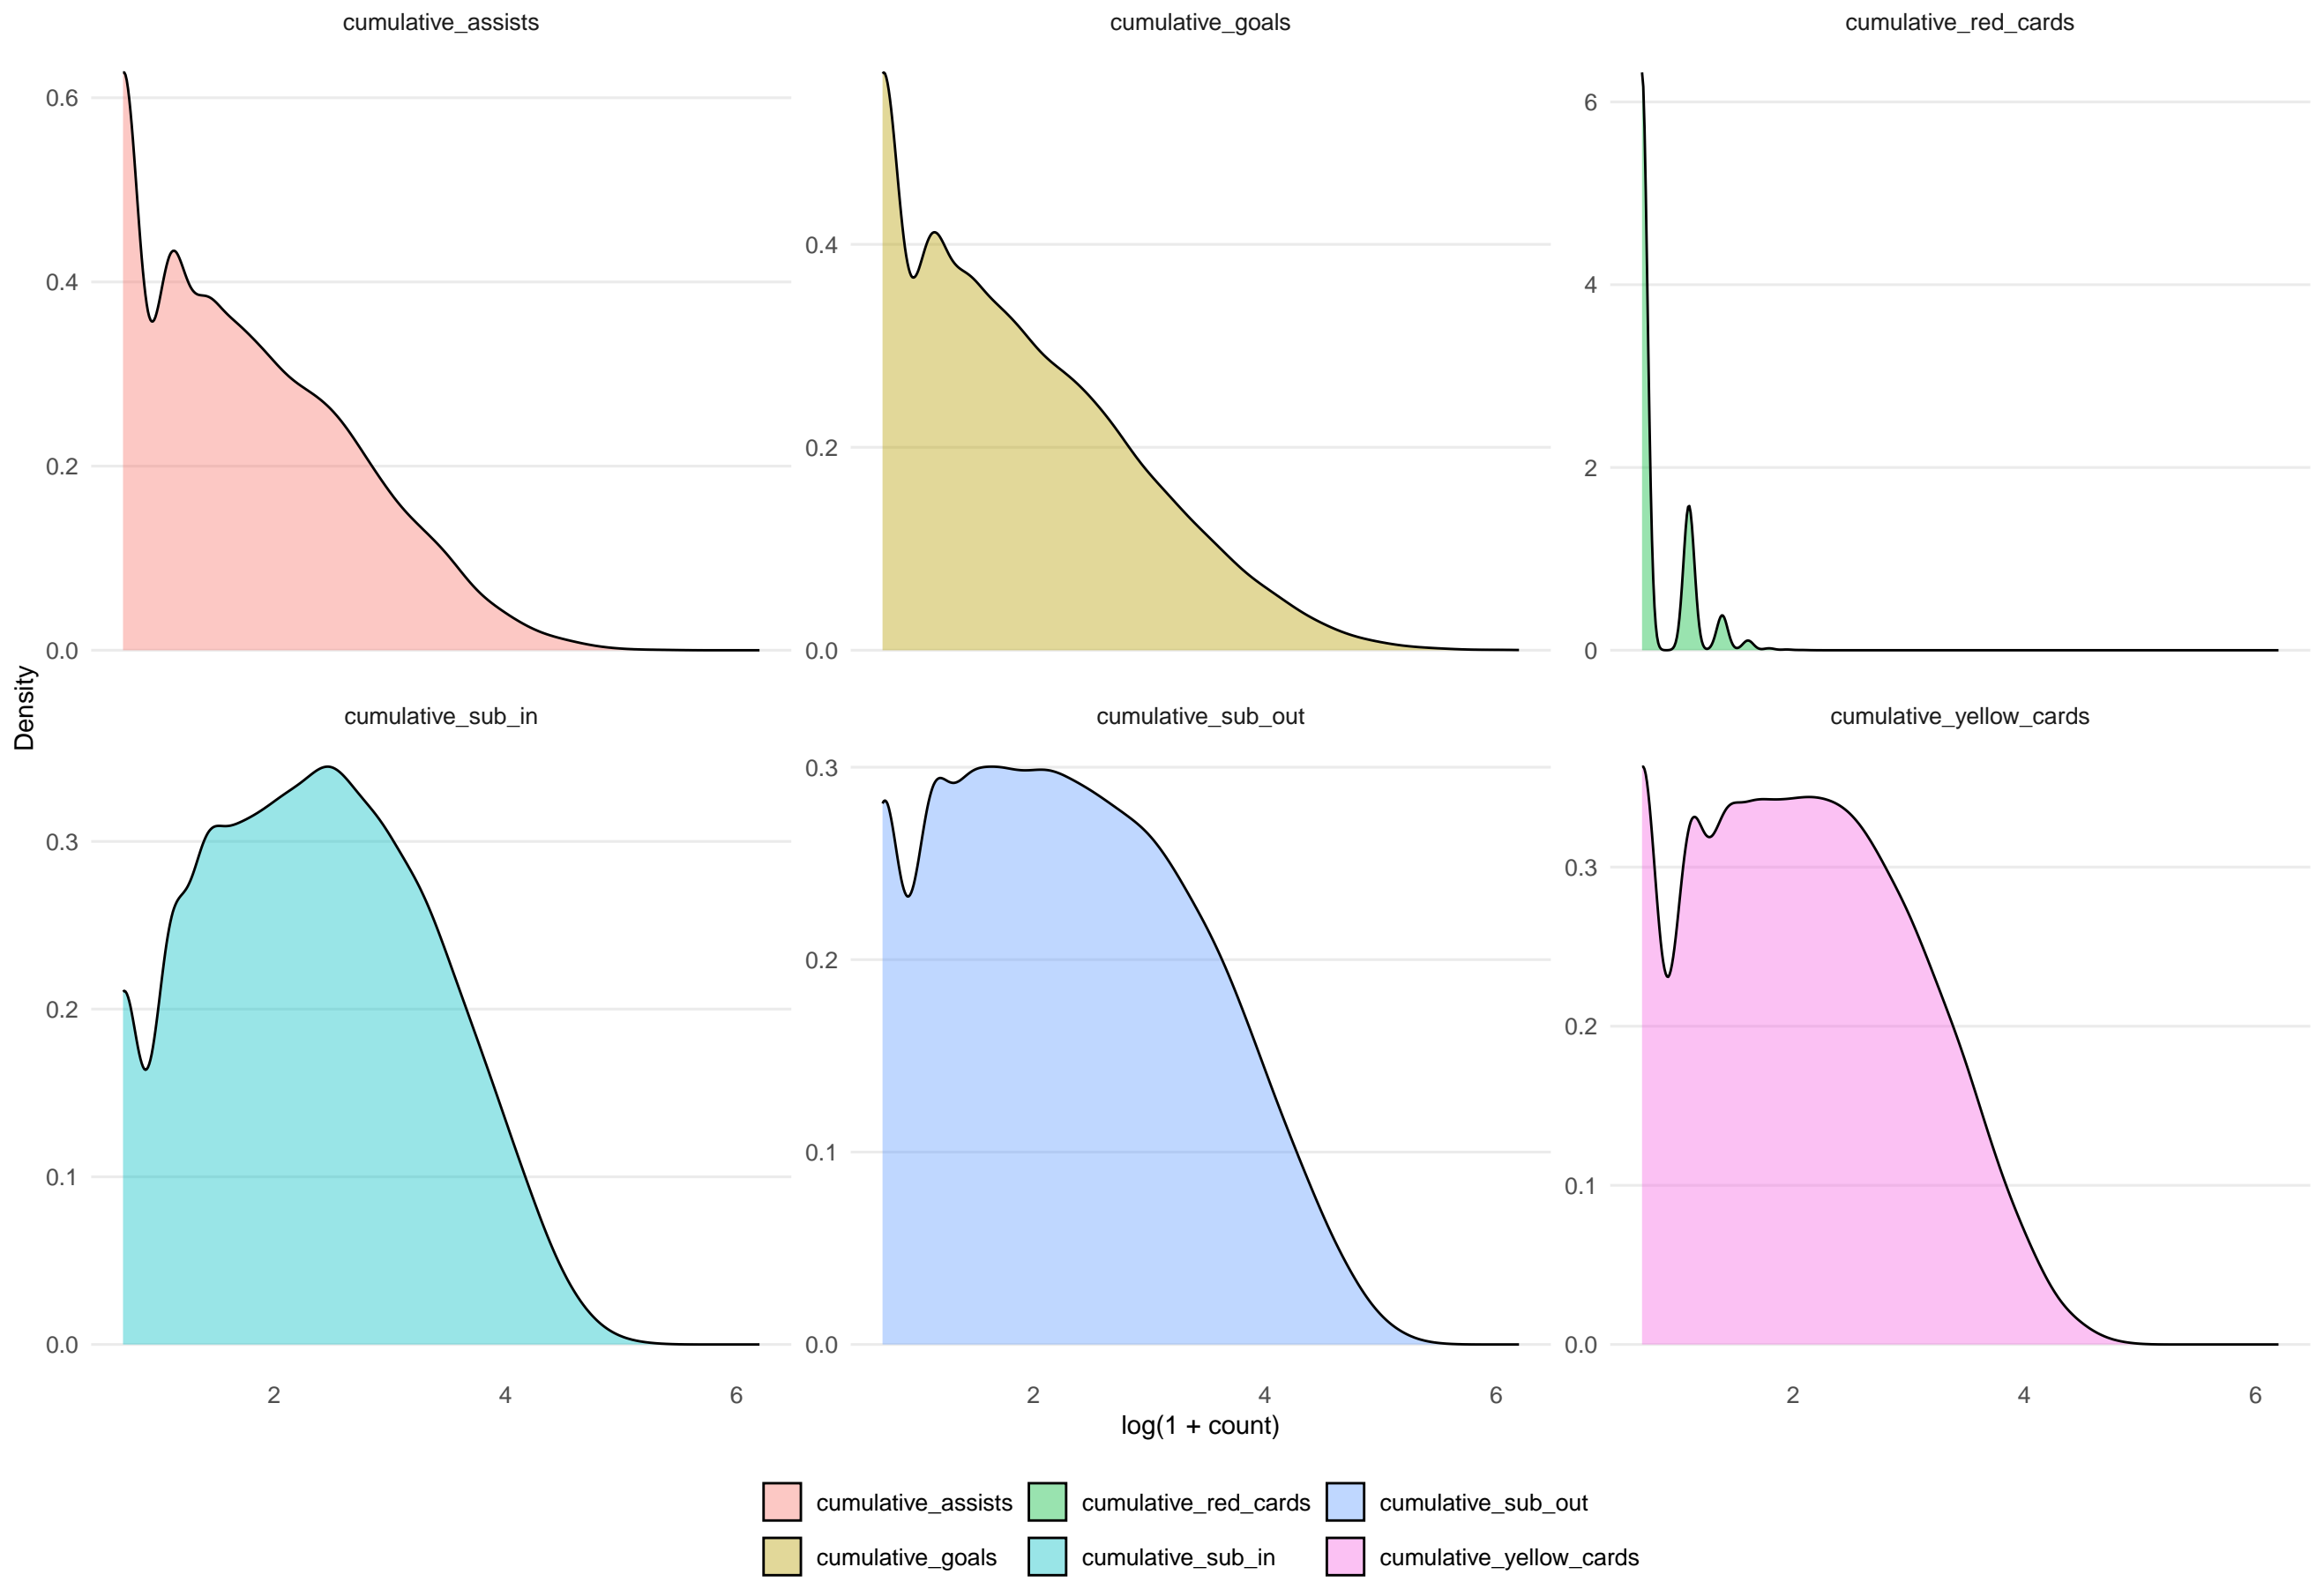 cumulative_assists
cumulative_goals
cumulative_red_cards
0.6
0.4
0.2
0.0
0.4
0.2
0.0
6
4
2
0
Density
cumulative_sub_in
cumulative_sub_out
cumulative_yellow_cards
0.3
0.2
0.1
0.0
0.3
0.2
0.1
0.0
0.3
0.2
0.1
0.0
2 4 6
2 4 6
2 4 6
log(1 + count)
cumulative_assists
cumulative_red_cards
cumulative_sub_out
cumulative_goals
cumulative_sub_in
cumulative_yellow_cards